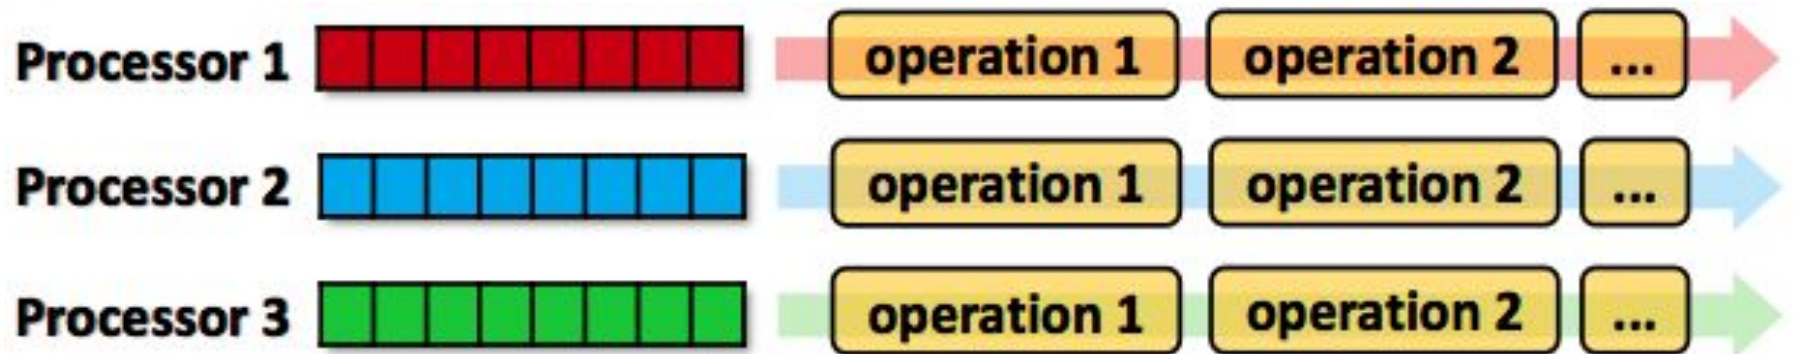 Processor 1 operation 1 operation 2 ...
Processor 2 operation 1 operation 2 ...
Processor 3 operation 1 operation 2 ...